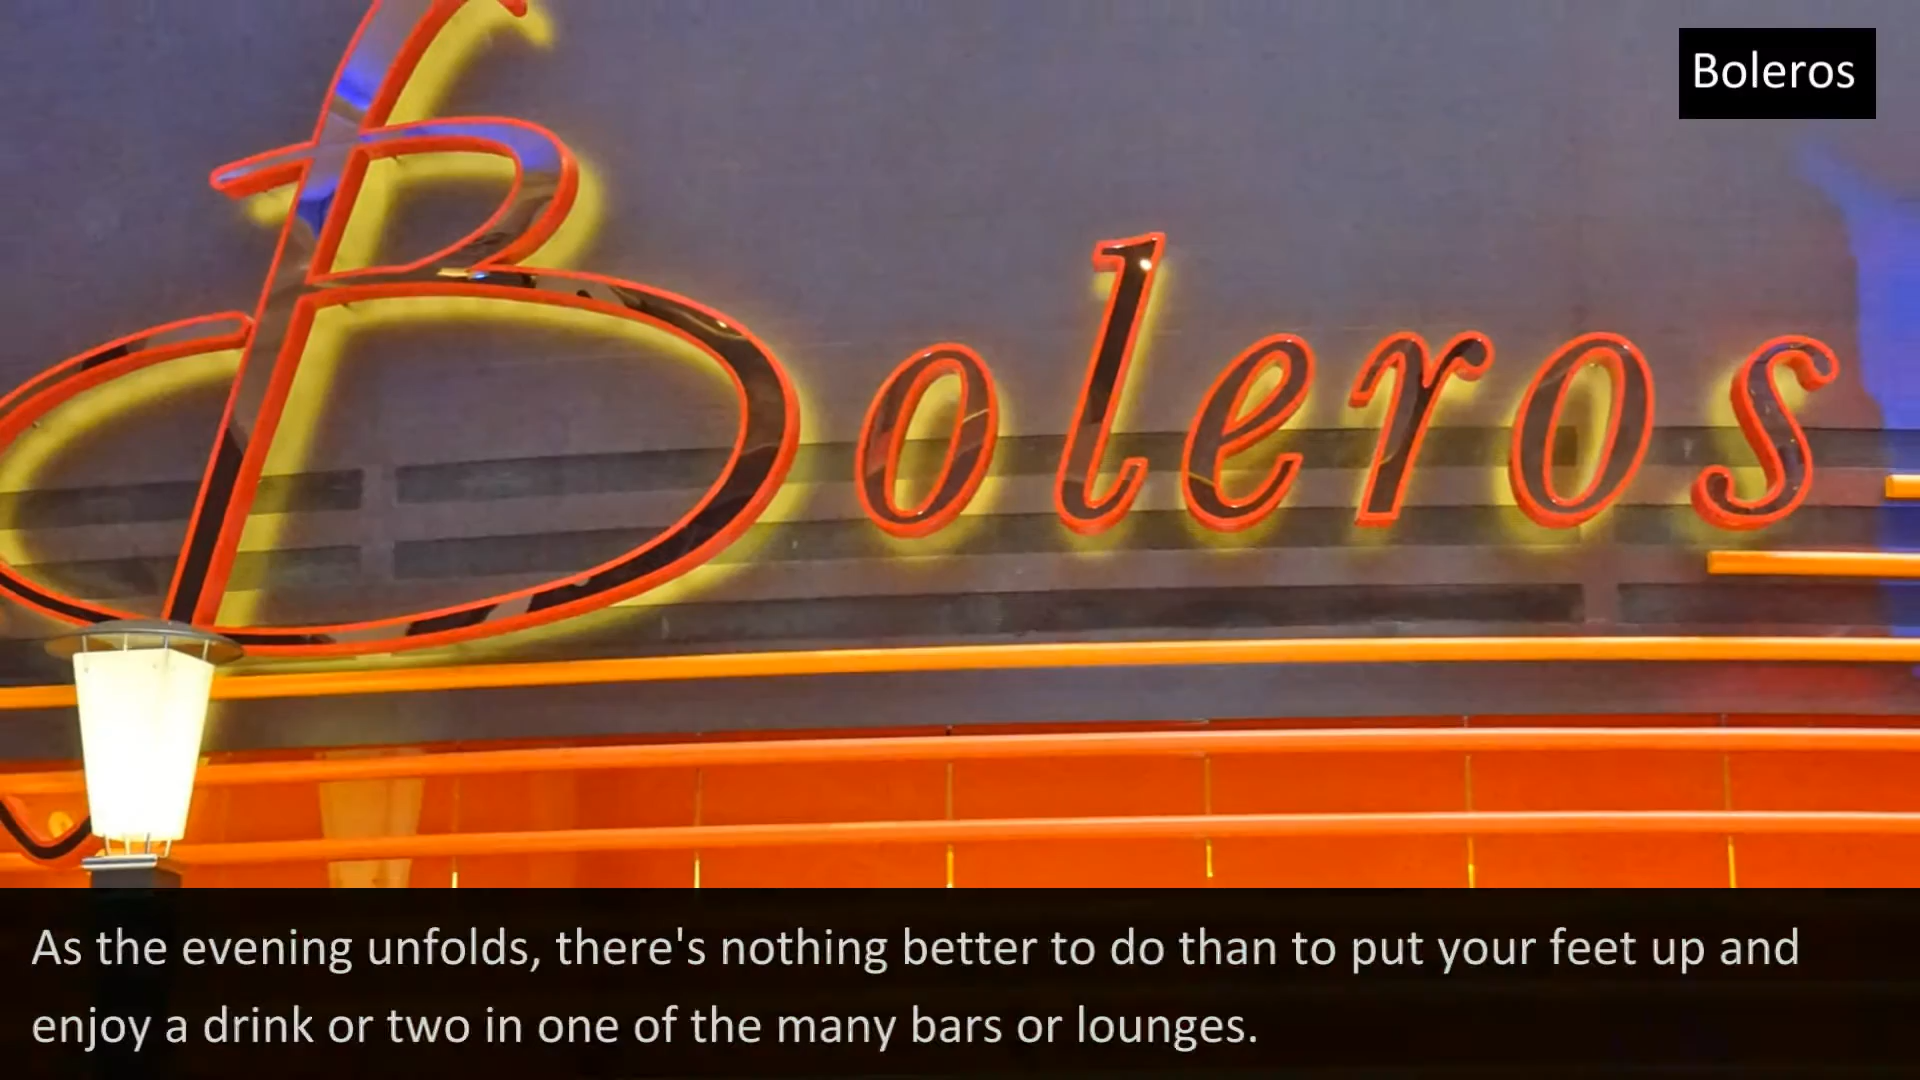 Boleros
Boleros
As the evening unfolds, there's nothing better to do than to put your feet up and
enjoy a drink or two in one of the many bars or lounges.